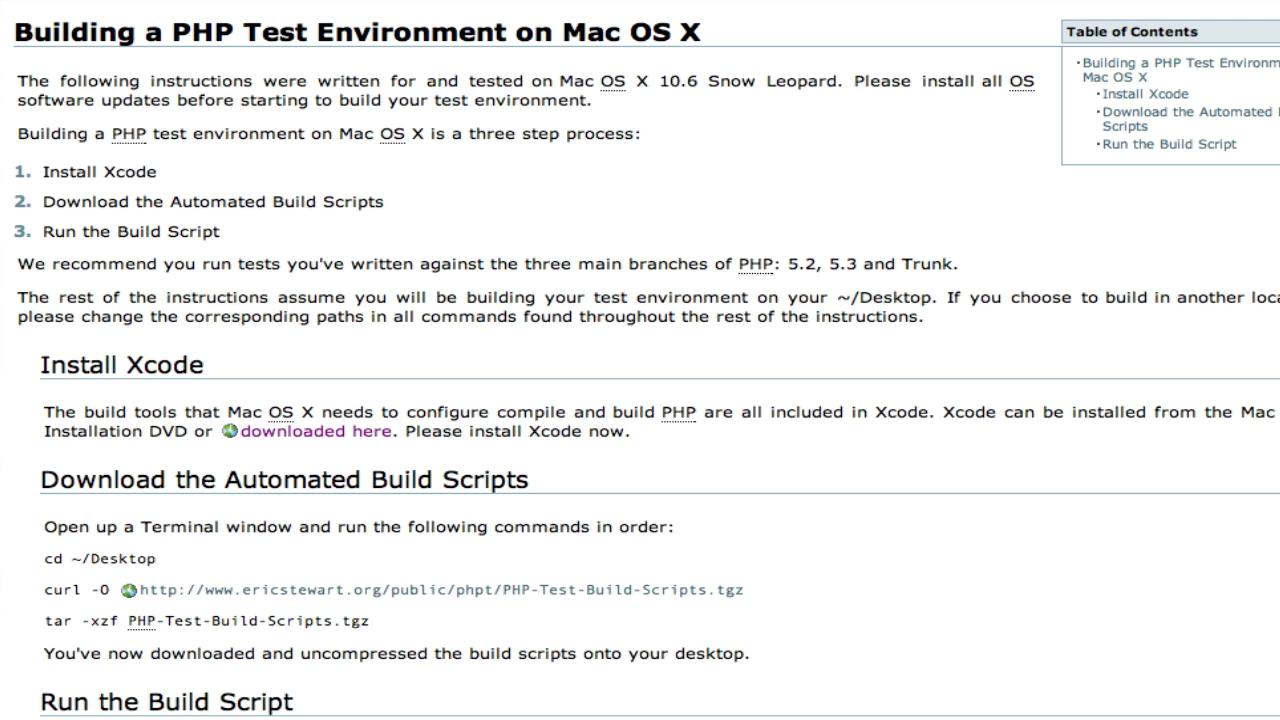 Building a PHP Test Environment on Mac OS X
The following instructions were written for and tested on Mac OS X 10.6 Snow Leopard. Please install all OS
software updates before starting to build your test environment.
Building a PHP test environment on Mac OS X is a three step process:
1. Install Xcode
2. Download the Automated Build Scripts
3. Run the Build Script
We recommend you run tests you've written against the three main branches of PHP: 5.2, 5.3 and Trunk.
The rest of the instructions assume you will be building your test environment on your ~/Desktop. If you choose to build in another
please change the corresponding paths in all commands found throughout the rest of the instructions.
Install Xcode
The build tools that Mac OS X needs to configure compile and build PHP are all included in Xcode. Xcode can be installed from the Mac
Installation DVD or downloaded here. Please install Xcode now.
Download the Automated Build Scripts
Open up a Terminal window and run the following commands in order:
cd ~/Desktop
curl -O http://www.ericstewart.org/public/phpt/PHP-Test-Build-Scripts.tgz
tar -xzf PHP-Test-Build-Scripts.tgz
You've now downloaded and uncompressed the build scripts onto your desktop.
Run the Build Script
Table of Contents
Building a PHP Test
Mac OS X
Install Xcode
Download the Automated
Scripts
Run the Build Script